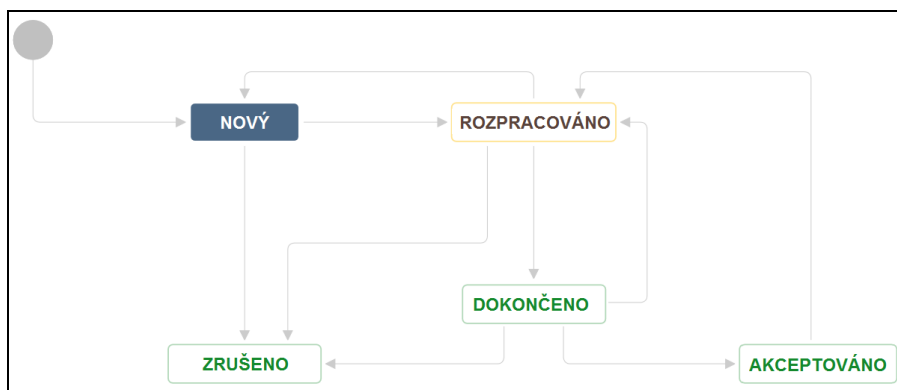 NOVÝ
ROZPRACOVÁNO
DOKONČENO
ZRUŠENO
AKCEPTOVÁNO